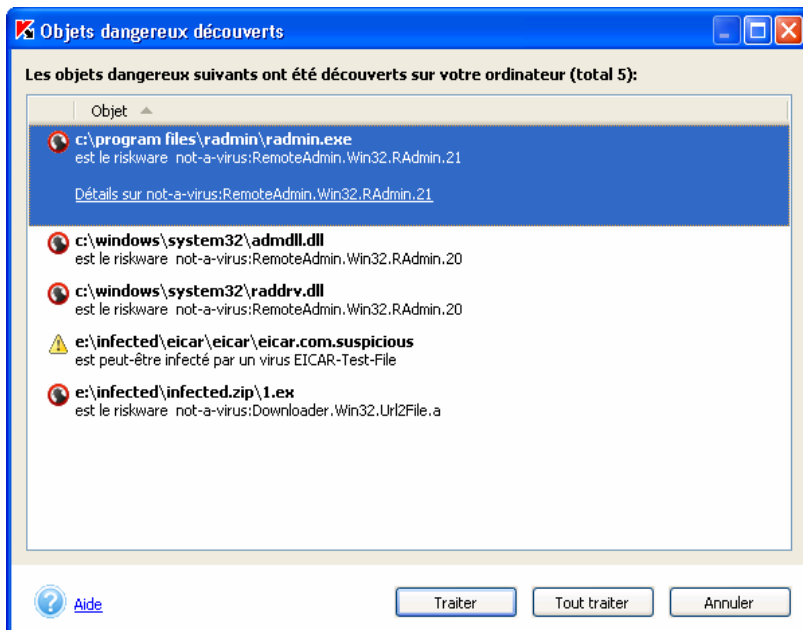 Objets dangereux découverts
Les objets dangereux suivants ont été découverts sur votre ordinateur (total 5):
Objet
c:\program files\radmin\radmin.exe
est le riskware not-a-virus:RemoteAdmin.Win32.RAdmin.21
Détails sur not-a-virus:RemoteAdmin.Win32.RAdmin.21
c:\windows\system32\admdll.dll
est le riskware not-a-virus:RemoteAdmin.Win32.RAdmin.20
c:\windows\system32\raddrv.dll
est le riskware not-a-virus:RemoteAdmin.Win32.RAdmin.20
e:\infected\eicar\eicar\eicar.com.suspicious
est peut-être infecté par un virus EICAR-Test-File
e:\infected\infected.zip\1.ex
est le riskware not-a-virus:Downloader.Win32.Url2File.a
Aide
Traiter
Tout traiter
Annuler